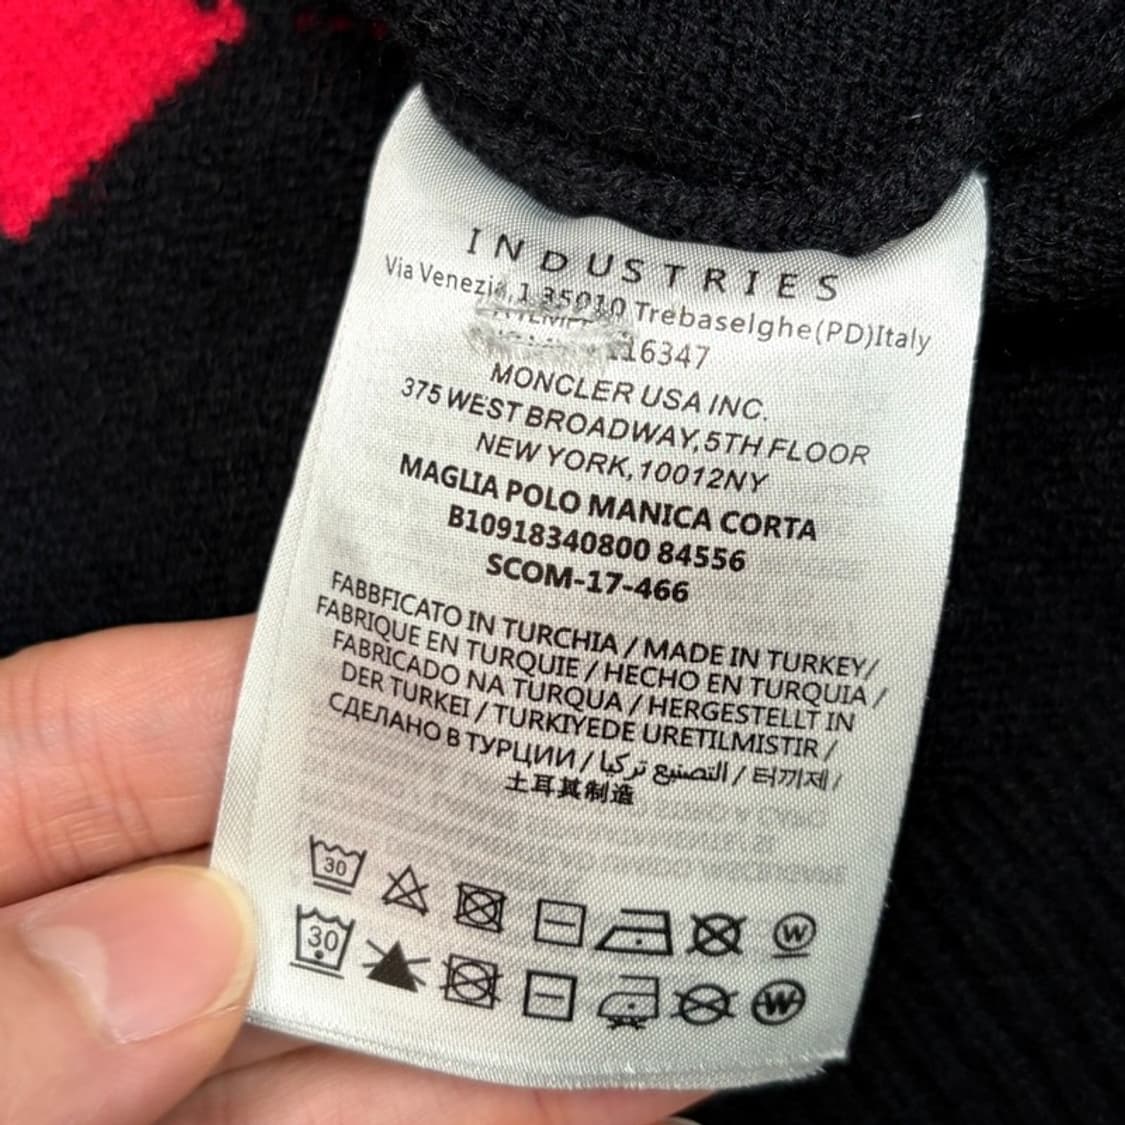 INDUSTRIES
Via Venezia,1 35010 Trebaselghe(PD)Italy
16347
MONCLER USA INC.
375 WEST BROADWAY,5TH FLOOR
NEW YORK,10012NY
MAGLIA POLO MANICA CORTA
B10918340800 84556
SCOM-17-466
FABBFICATO IN TURCHIA / MADE IN TURKEY/
FABRIQUE EN TURQUIE / HECHO EN TURQUIA /
FABRICADO NA TURQUA / HERGESTELLT IN
DER TURKEI / TURKIYEDE URETILMISTIR /
СДЕЛАНО В ТУРЦИИ / التصنيع تركيا / 터끼제 /
土耳其制造
30
W
30
W